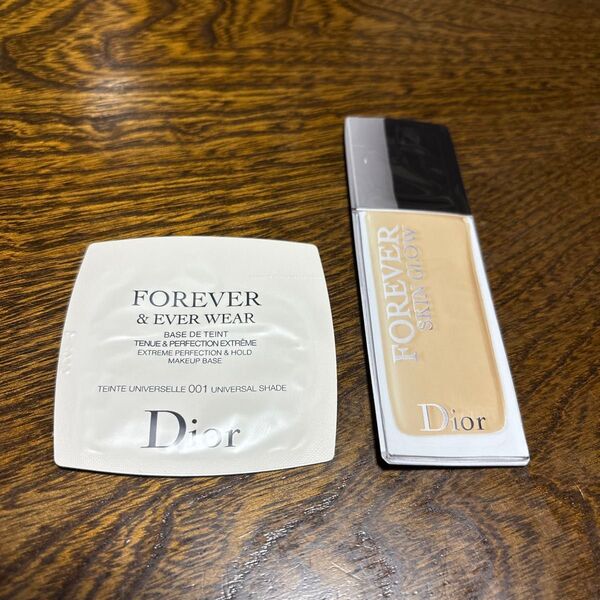 FOREVER
& EVER WEAR
BASE DE TEINT
TENUE & PERFECTION EXTRÊME
EXTREME PERFECTION & HOLD
MAKEUP BASE
TEINTE UNIVERSELLE 001 UNIVERSAL SHADE
Dior
FOREVER
SKIN GLOW
Dior